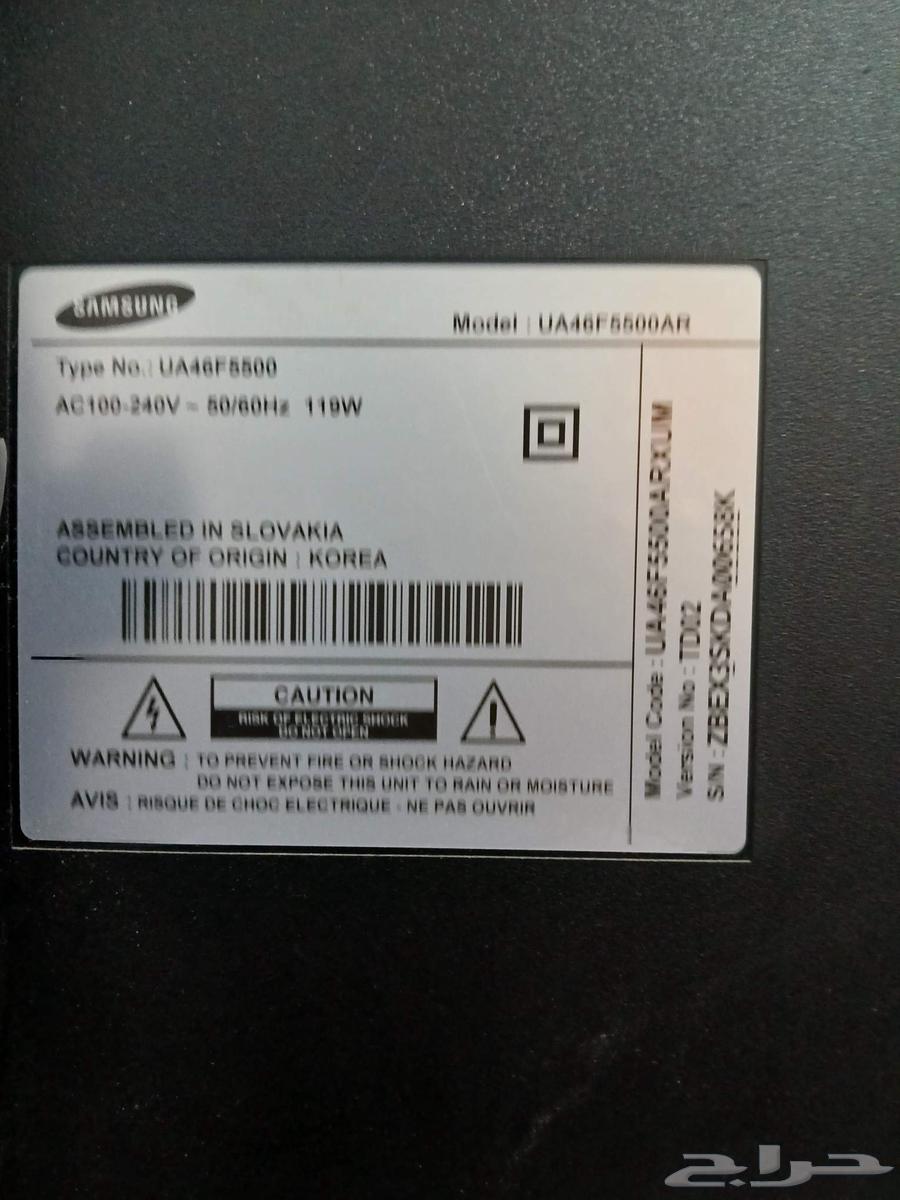 SAMSUNG
Model : UA46F5500AR
Type No.: UA46F5500
AC100-240V ~ 50/60Hz 119W
ASSEMBLED IN SLOVAKIA
COUNTRY OF ORIGIN : KOREA
CAUTION
RISK OF ELECTRIC SHOCK
DO NOT OPEN
WARNING : TO PREVENT FIRE OR SHOCK HAZARD
DO NOT EXPOSE THIS UNIT TO RAIN OR MOISTURE
AVIS : RISQUE DE CHOC ELECTRIQUE - NE PAS OUVRIR
Model Code : UA46F5500ARXUM
Version No : TD02
S/N : ZBEX3SKDA00658K
حراج